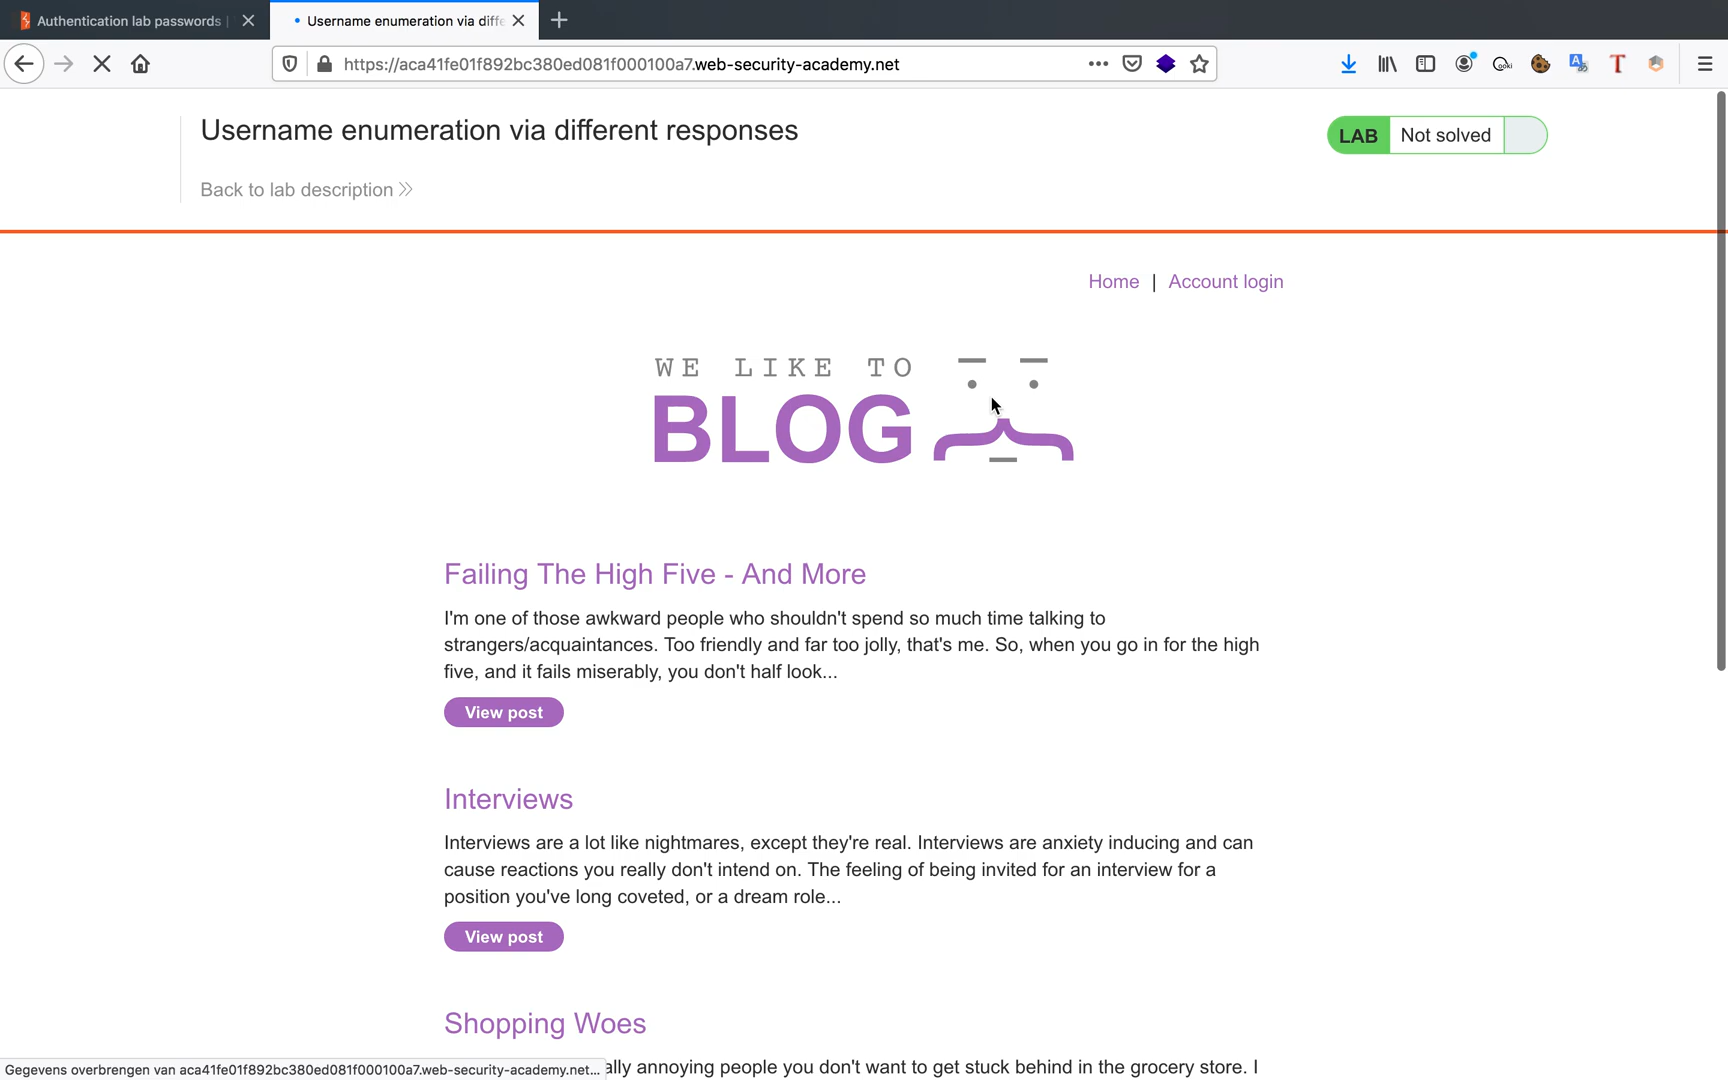 Authentication lab passwords |
Username enumeration via diffe
https://aca41fe01f892bc380ed081f000100a7.web-security-academy.net
Username enumeration via different responses
LAB Not solved
Back to lab description
Home | Account login
WE LIKE TO
BLOG
Failing The High Five - And More
I'm one of those awkward people who shouldn't spend so much time talking to
strangers/acquaintances. Too friendly and far too jolly, that's me. So, when you go in for the high
five, and it fails miserably, you don't half look...
View post
Interviews
Interviews are a lot like nightmares, except they're real. Interviews are anxiety inducing and can
cause reactions you really don't intend on. The feeling of being invited for an interview for a
position you've long coveted, or a dream role...
View post
Shopping Woes
ally annoying people you don't want to get stuck behind in the grocery store. I
Gegevens overbrengen van aca41fe01f892bc380ed081f000100a7.web-security-academy.net...